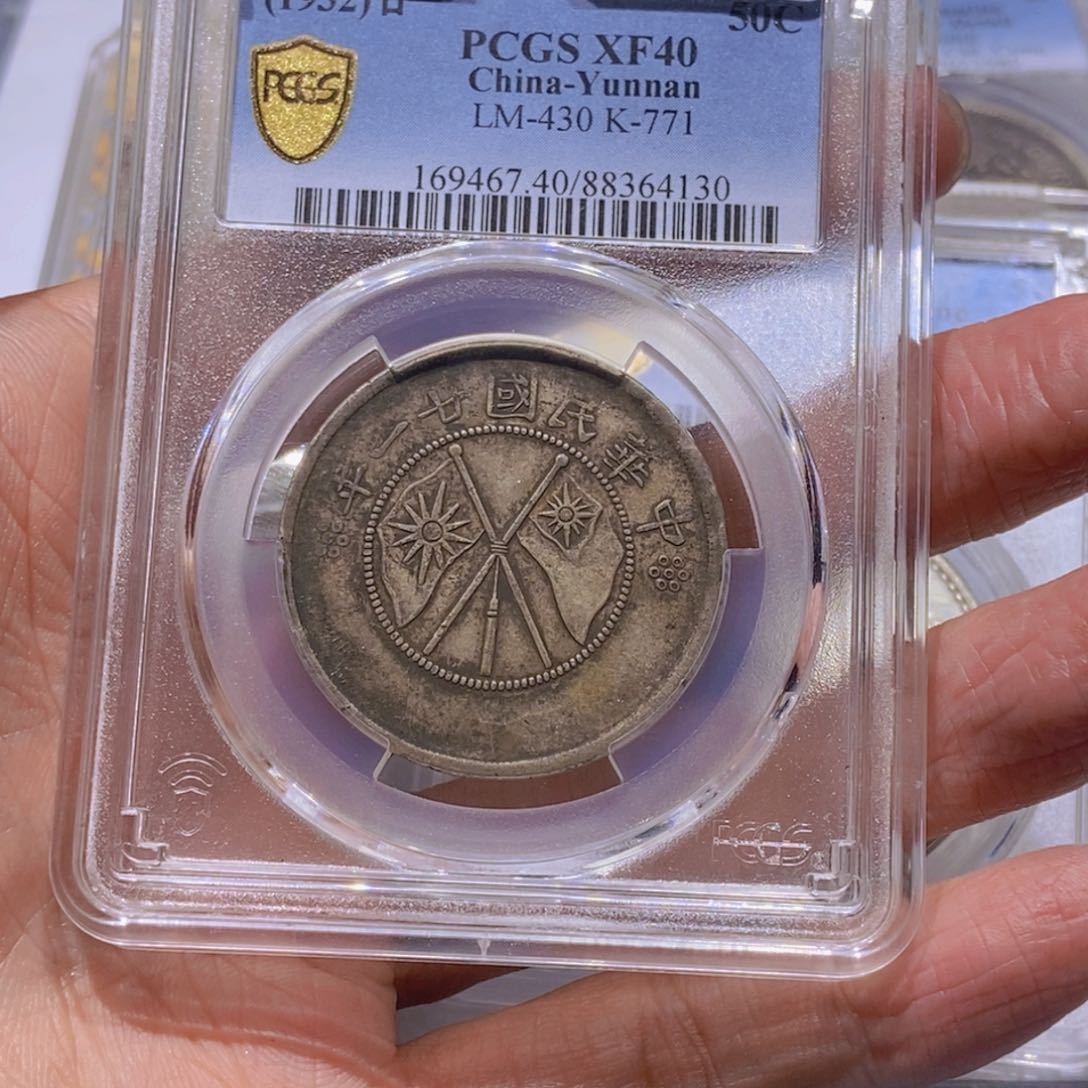 (1932) 50C
PCGS XF40
China-Yunnan
LM-430 K-771
169467.40/88364130
PCGS
中華民國廿一年
PCGS